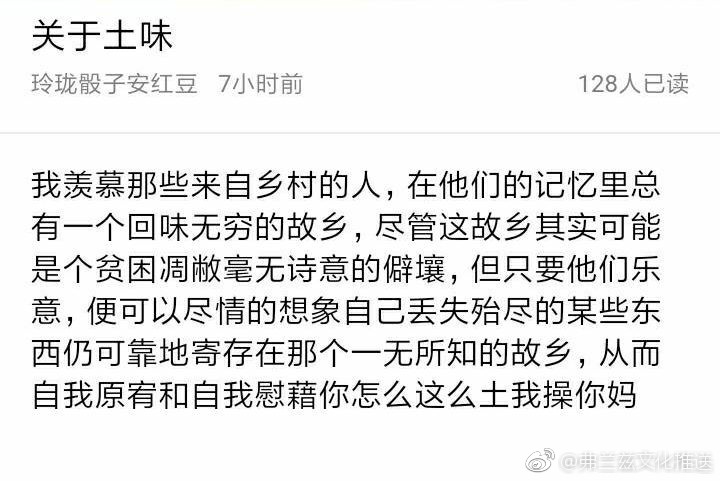 关于土味
玲珑骰子安红豆 7小时前 128人已读
我羡慕那些来自乡村的人，在他们的记忆里总
有一个回味无穷的故乡，尽管这故乡其实可能
是个贫困凋敝毫无诗意的僻壤，但只要他们乐
意，便可以尽情的想象自己丢失殆尽的某些东
西仍可靠地寄存在那个一无所知的故乡，从而
自我原宥和自我慰藉你怎么这么土我操你妈
@弗兰兹文化推送